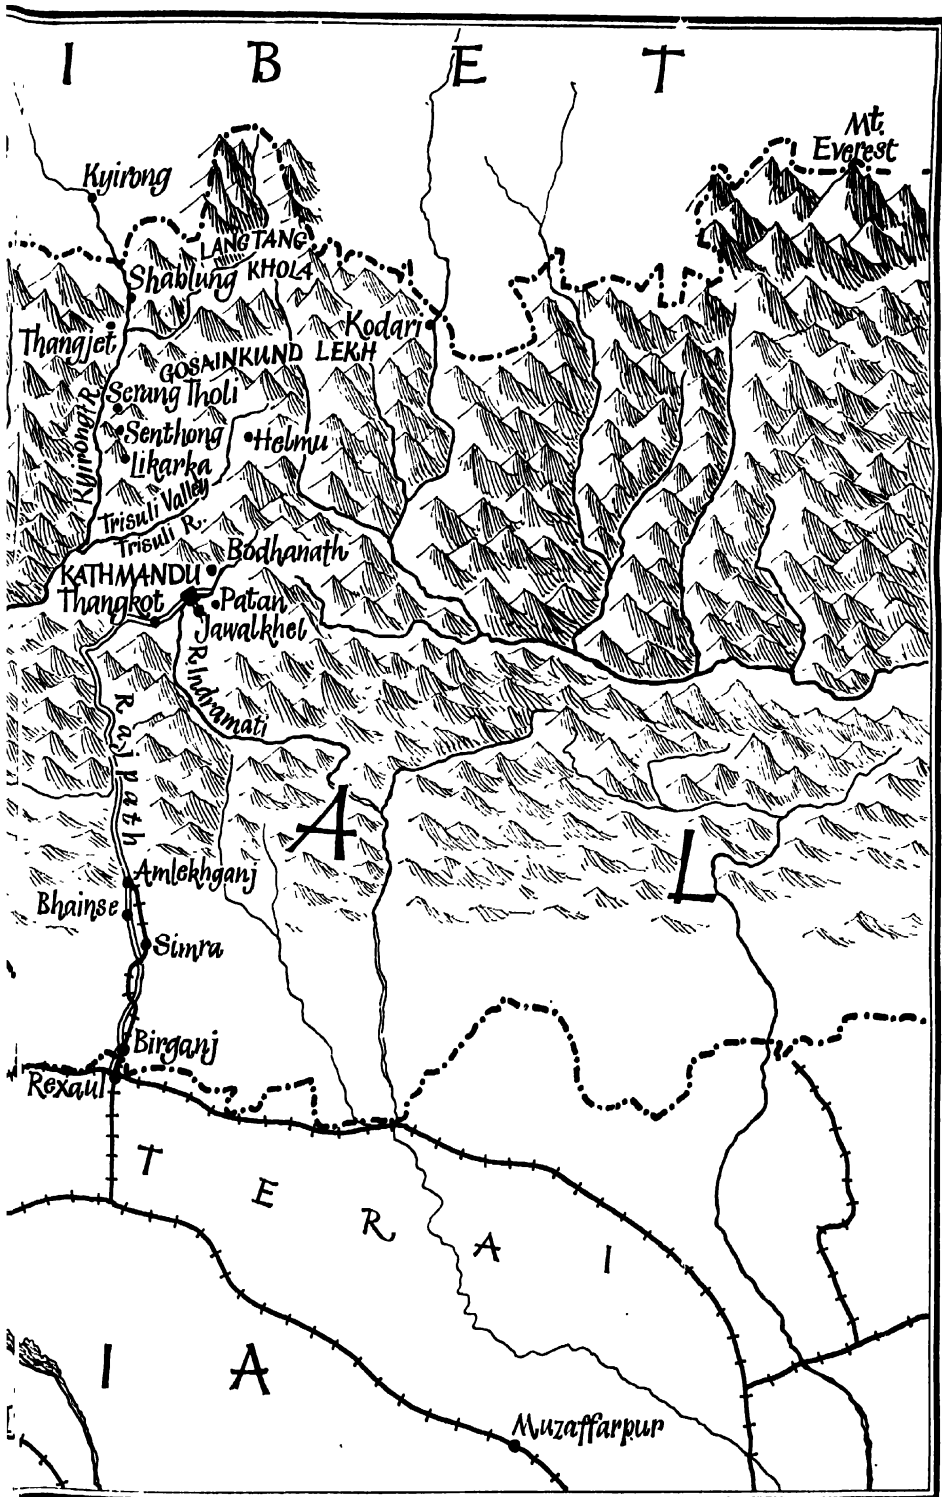 I B E T
Mt.
Everest
Kyirong
LANGTANG
KHOLA
Shablung
Thangjet
Kodari
GOSAINKUND LEKH
Serung Tholi
Kyirong R.
Senthong
Helmu
Likarka
Trisuli Valley
Trisuli R.
Bodhanath
KATHMANDU
Thangkot
Patan
Jawalkhel
R. Indramati
Rajpath
A L
Amlekhganj
Bhainse
Simra
Birganj
Rexaul
T E R A I
I A
Muzaffarpur